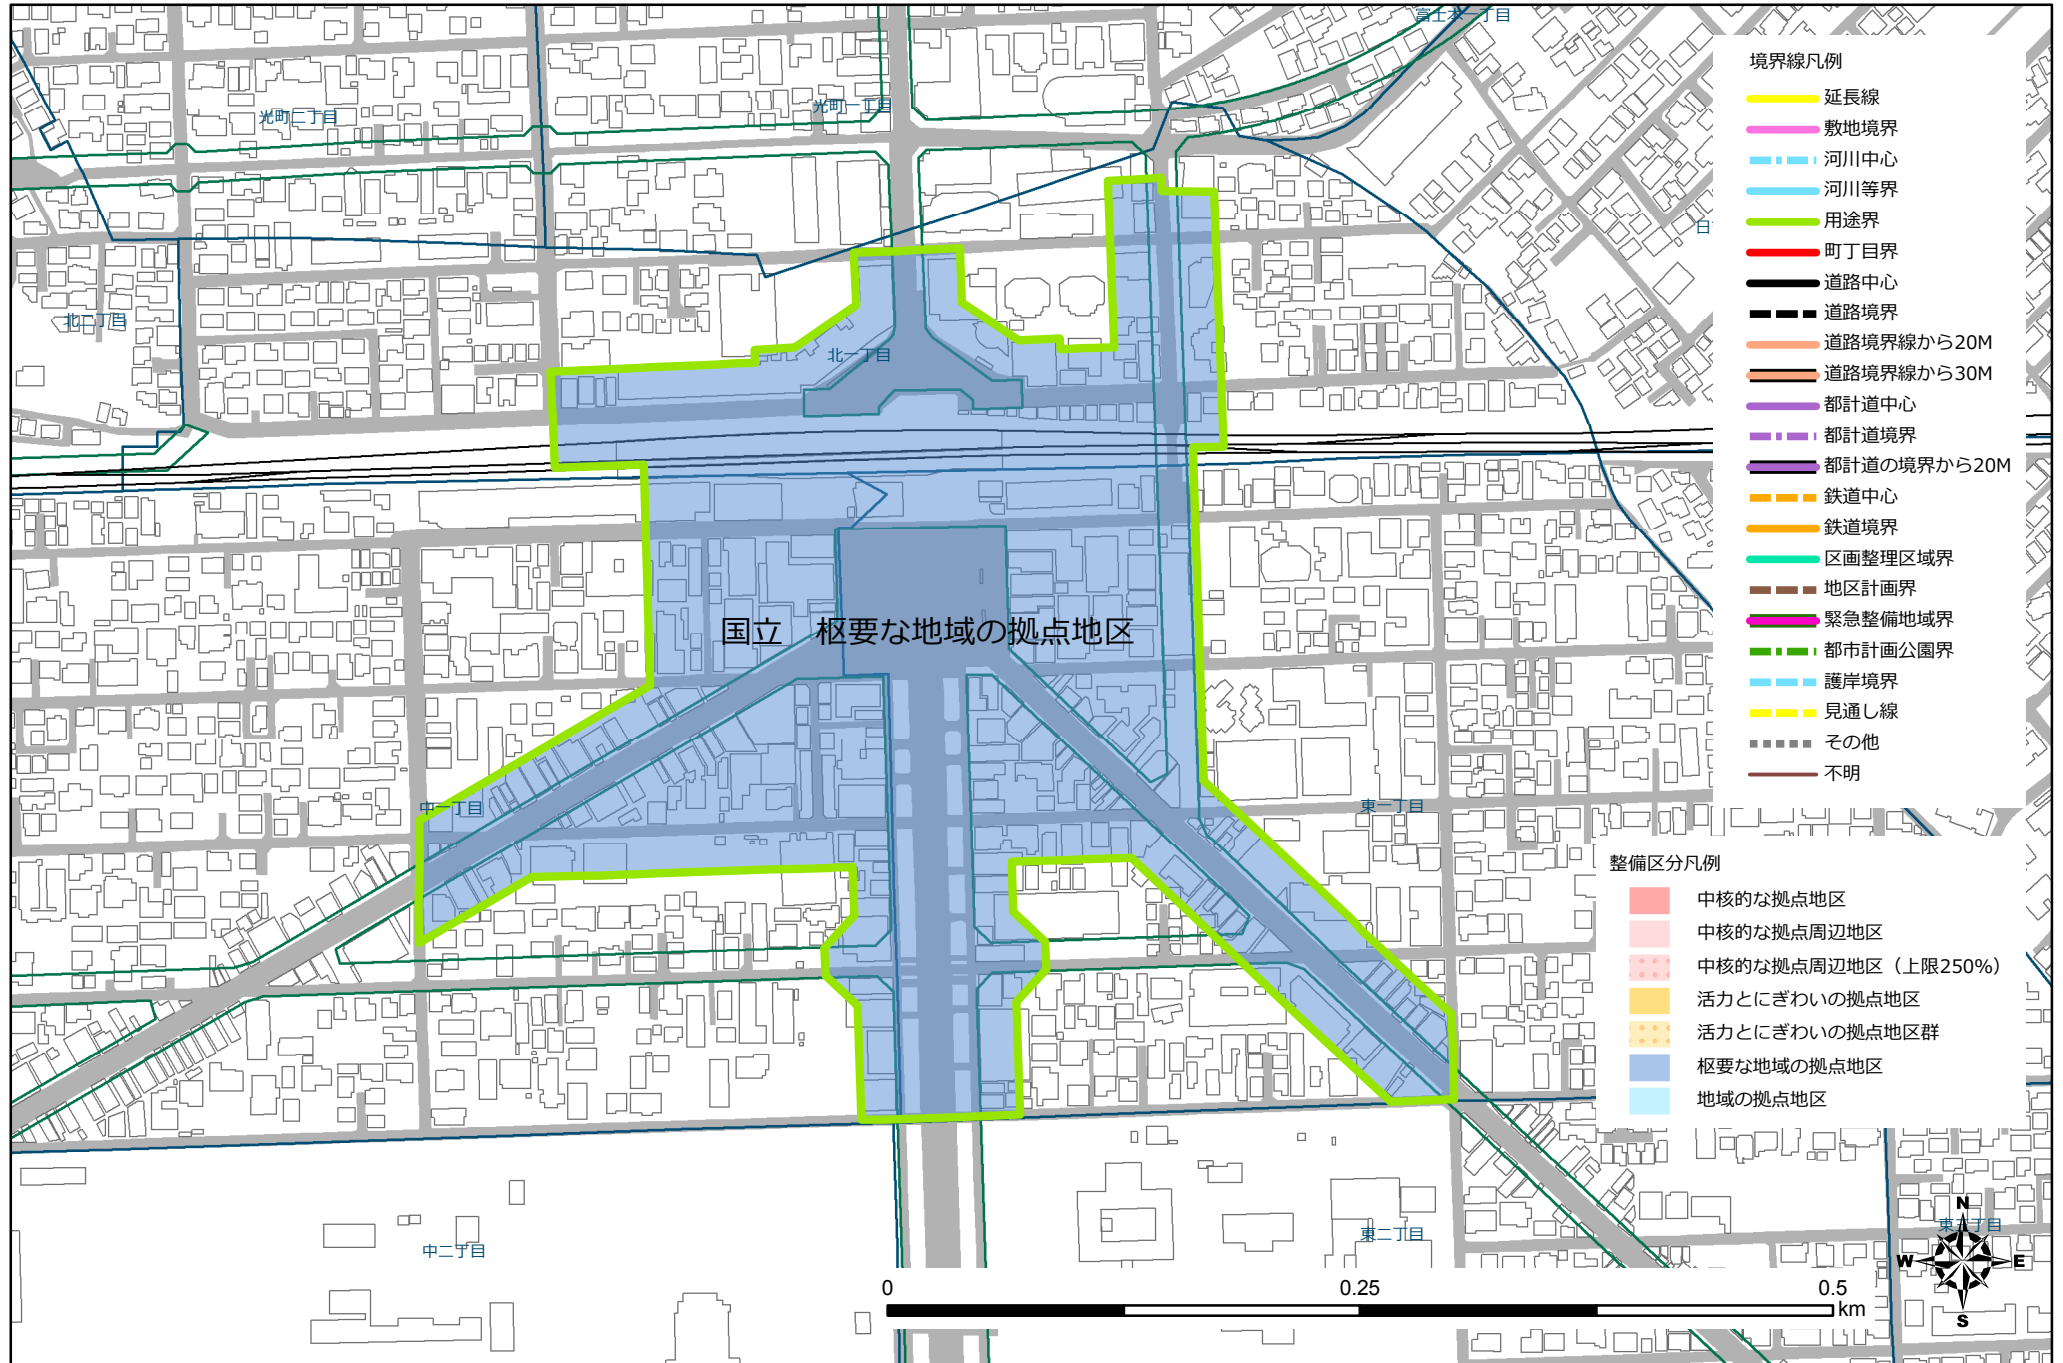 富士本一丁目
光町二丁目
光町一丁目
北二丁目
北一丁目
国立 枢要な地域の拠点地区
中一丁目
東一丁目
中二丁目
東二丁目
境界線凡例
延長線
敷地境界
河川中心
河川等界
用途界
町丁目界
道路中心
道路境界
道路境界線から20M
道路境界線から30M
都計道中心
都計道境界
都計道の境界から20M
鉄道中心
鉄道境界
区画整理区域界
地区計画界
緊急整備地域界
都市計画公園界
護岸境界
見通し線
その他
不明
整備区分凡例
中核的な拠点地区
中核的な拠点周辺地区
中核的な拠点周辺地区（上限250%）
活力とにぎわいの拠点地区
活力とにぎわいの拠点地区群
枢要な地域の拠点地区
地域の拠点地区
N
W
E
S
0
0.25
0.5
km